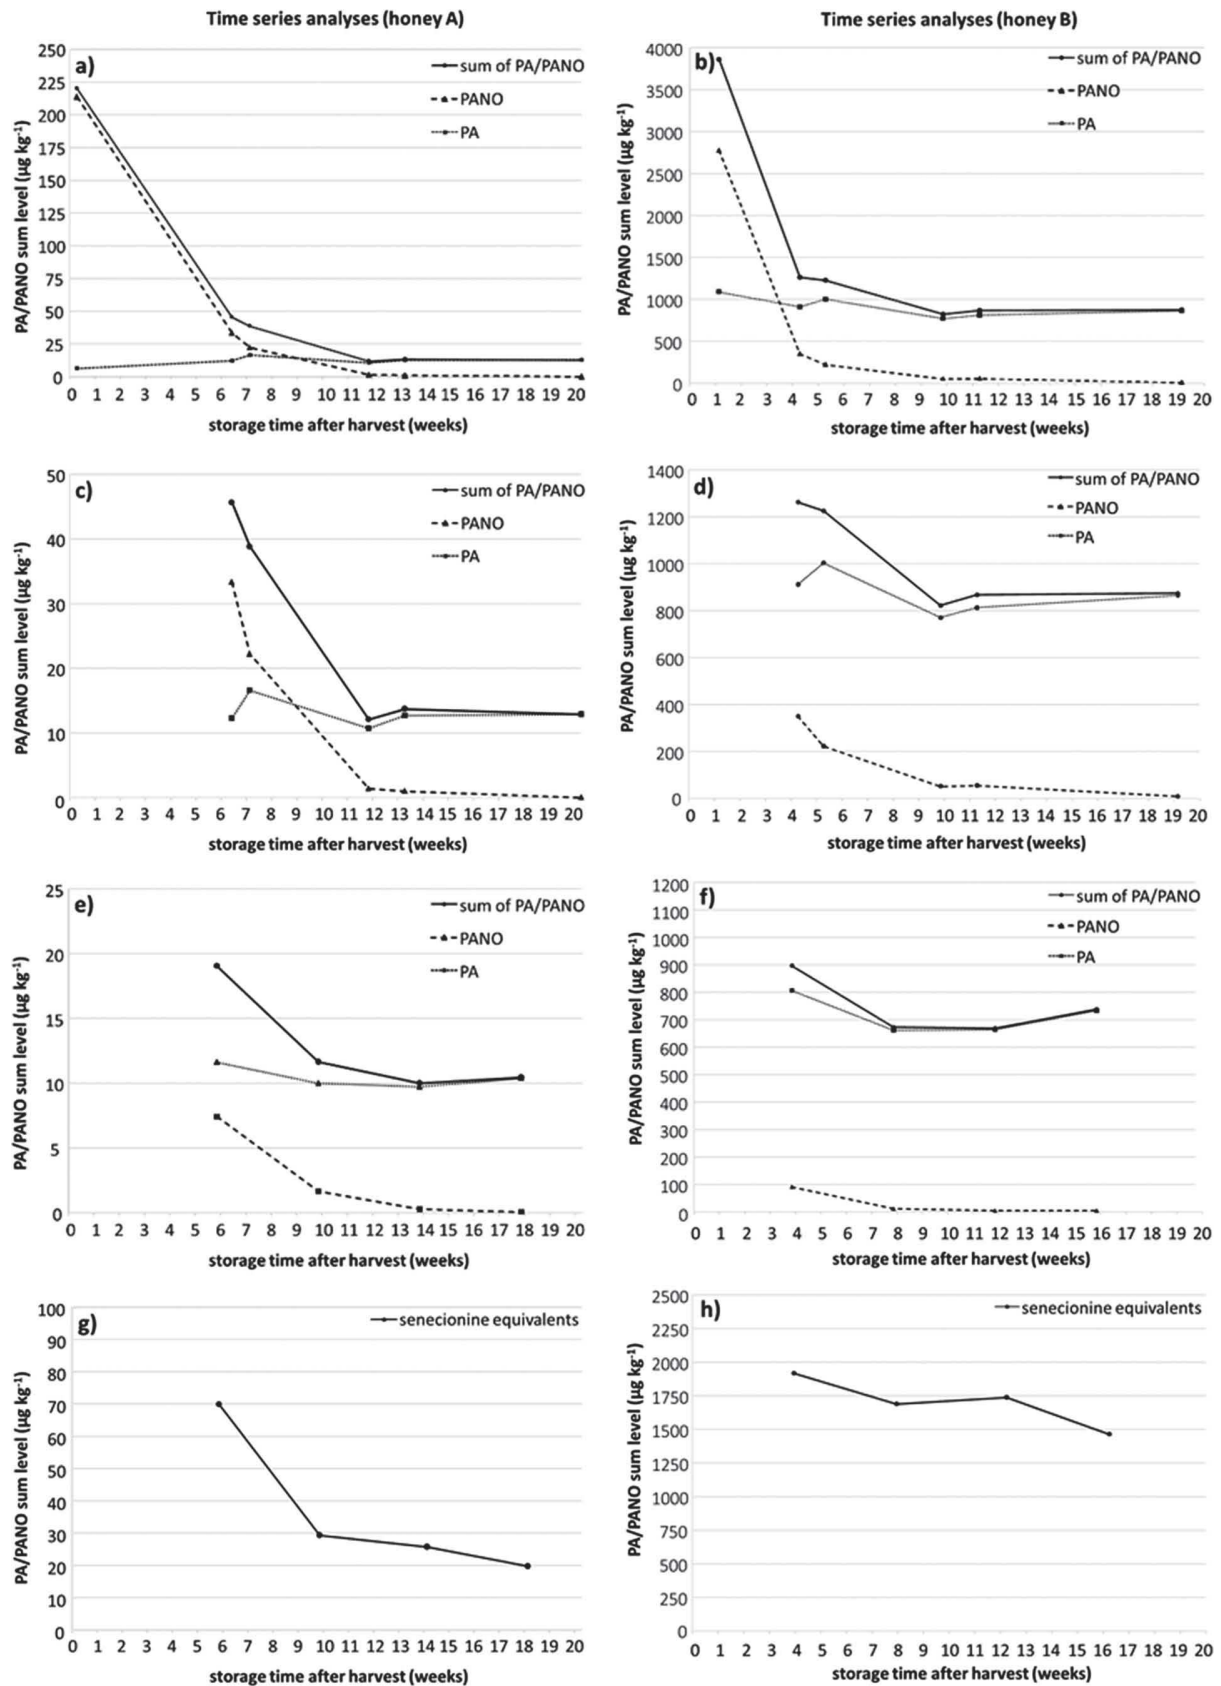 Time series analyses (honey A)
Time series analyses (honey B)
a)
sum of PA/PANO
PANO
PA
PA/PANO sum level (µg kg⁻¹)
250
225
200
175
150
125
100
75
50
25
0
0 1 2 3 4 5 6 7 8 9 10 11 12 13 14 15 16 17 18 19 20
storage time after harvest (weeks)
b)
sum of PA/PANO
PANO
PA
PA/PANO sum level (µg kg⁻¹)
4000
3500
3000
2500
2000
1500
1000
500
0
0 1 2 3 4 5 6 7 8 9 10 11 12 13 14 15 16 17 18 19 20
storage time after harvest (weeks)
c)
sum of PA/PANO
PANO
PA
PA/PANO sum level (µg kg⁻¹)
50
40
30
20
10
0
0 1 2 3 4 5 6 7 8 9 10 11 12 13 14 15 16 17 18 19 20
storage time after harvest (weeks)
d)
sum of PA/PANO
PANO
PA
PA/PANO sum level (µg kg⁻¹)
1400
1200
1000
800
600
400
200
0
0 1 2 3 4 5 6 7 8 9 10 11 12 13 14 15 16 17 18 19 20
storage time after harvest (weeks)
e)
sum of PA/PANO
PANO
PA
PA/PANO sum level (µg kg⁻¹)
25
20
15
10
5
0
0 1 2 3 4 5 6 7 8 9 10 11 12 13 14 15 16 17 18 19 20
storage time after harvest (weeks)
f)
sum of PA/PANO
PANO
PA
PA/PANO sum level (µg kg⁻¹)
1200
1100
1000
900
800
700
600
500
400
300
200
100
0
0 1 2 3 4 5 6 7 8 9 10 11 12 13 14 15 16 17 18 19 20
storage time after harvest (weeks)
g)
senecionine equivalents
PA/PANO sum level (µg kg⁻¹)
100
90
80
70
60
50
40
30
20
10
0
0 1 2 3 4 5 6 7 8 9 10 11 12 13 14 15 16 17 18 19 20
storage time after harvest (weeks)
h)
senecionine equivalents
PA/PANO sum level (µg kg⁻¹)
2500
2250
2000
1750
1500
1250
1000
750
500
250
0
0 1 2 3 4 5 6 7 8 9 10 11 12 13 14 15 16 17 18 19 20
storage time after harvest (weeks)